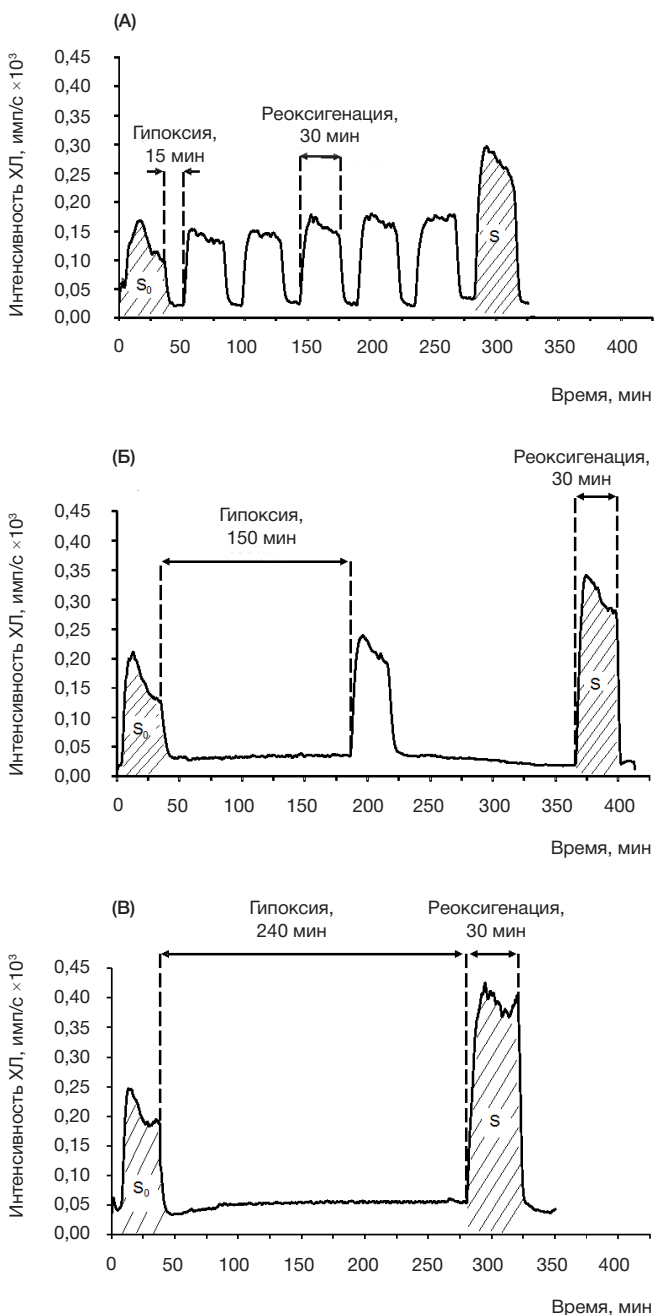 (А)
Интенсивность ХЛ, имп/с ×10³
0,45
0,40
0,35
0,30
0,25
0,20
0,15
0,10
0,05
0,00
Гипоксия,
15 мин
Реоксигенация,
30 мин
S₀
S
0 50 100 150 200 250 300 350 400
Время, мин
(Б)
Интенсивность ХЛ, имп/с ×10³
0,45
0,40
0,35
0,30
0,25
0,20
0,15
0,10
0,05
0,00
Гипоксия,
150 мин
Реоксигенация,
30 мин
S₀
S
0 50 100 150 200 250 300 350 400
Время, мин
(В)
Интенсивность ХЛ, имп/с ×10³
0,45
0,40
0,35
0,30
0,25
0,20
0,15
0,10
0,05
0,00
Гипоксия,
240 мин
Реоксигенация,
30 мин
S₀
S
0 50 100 150 200 250 300 350 400
Время, мин